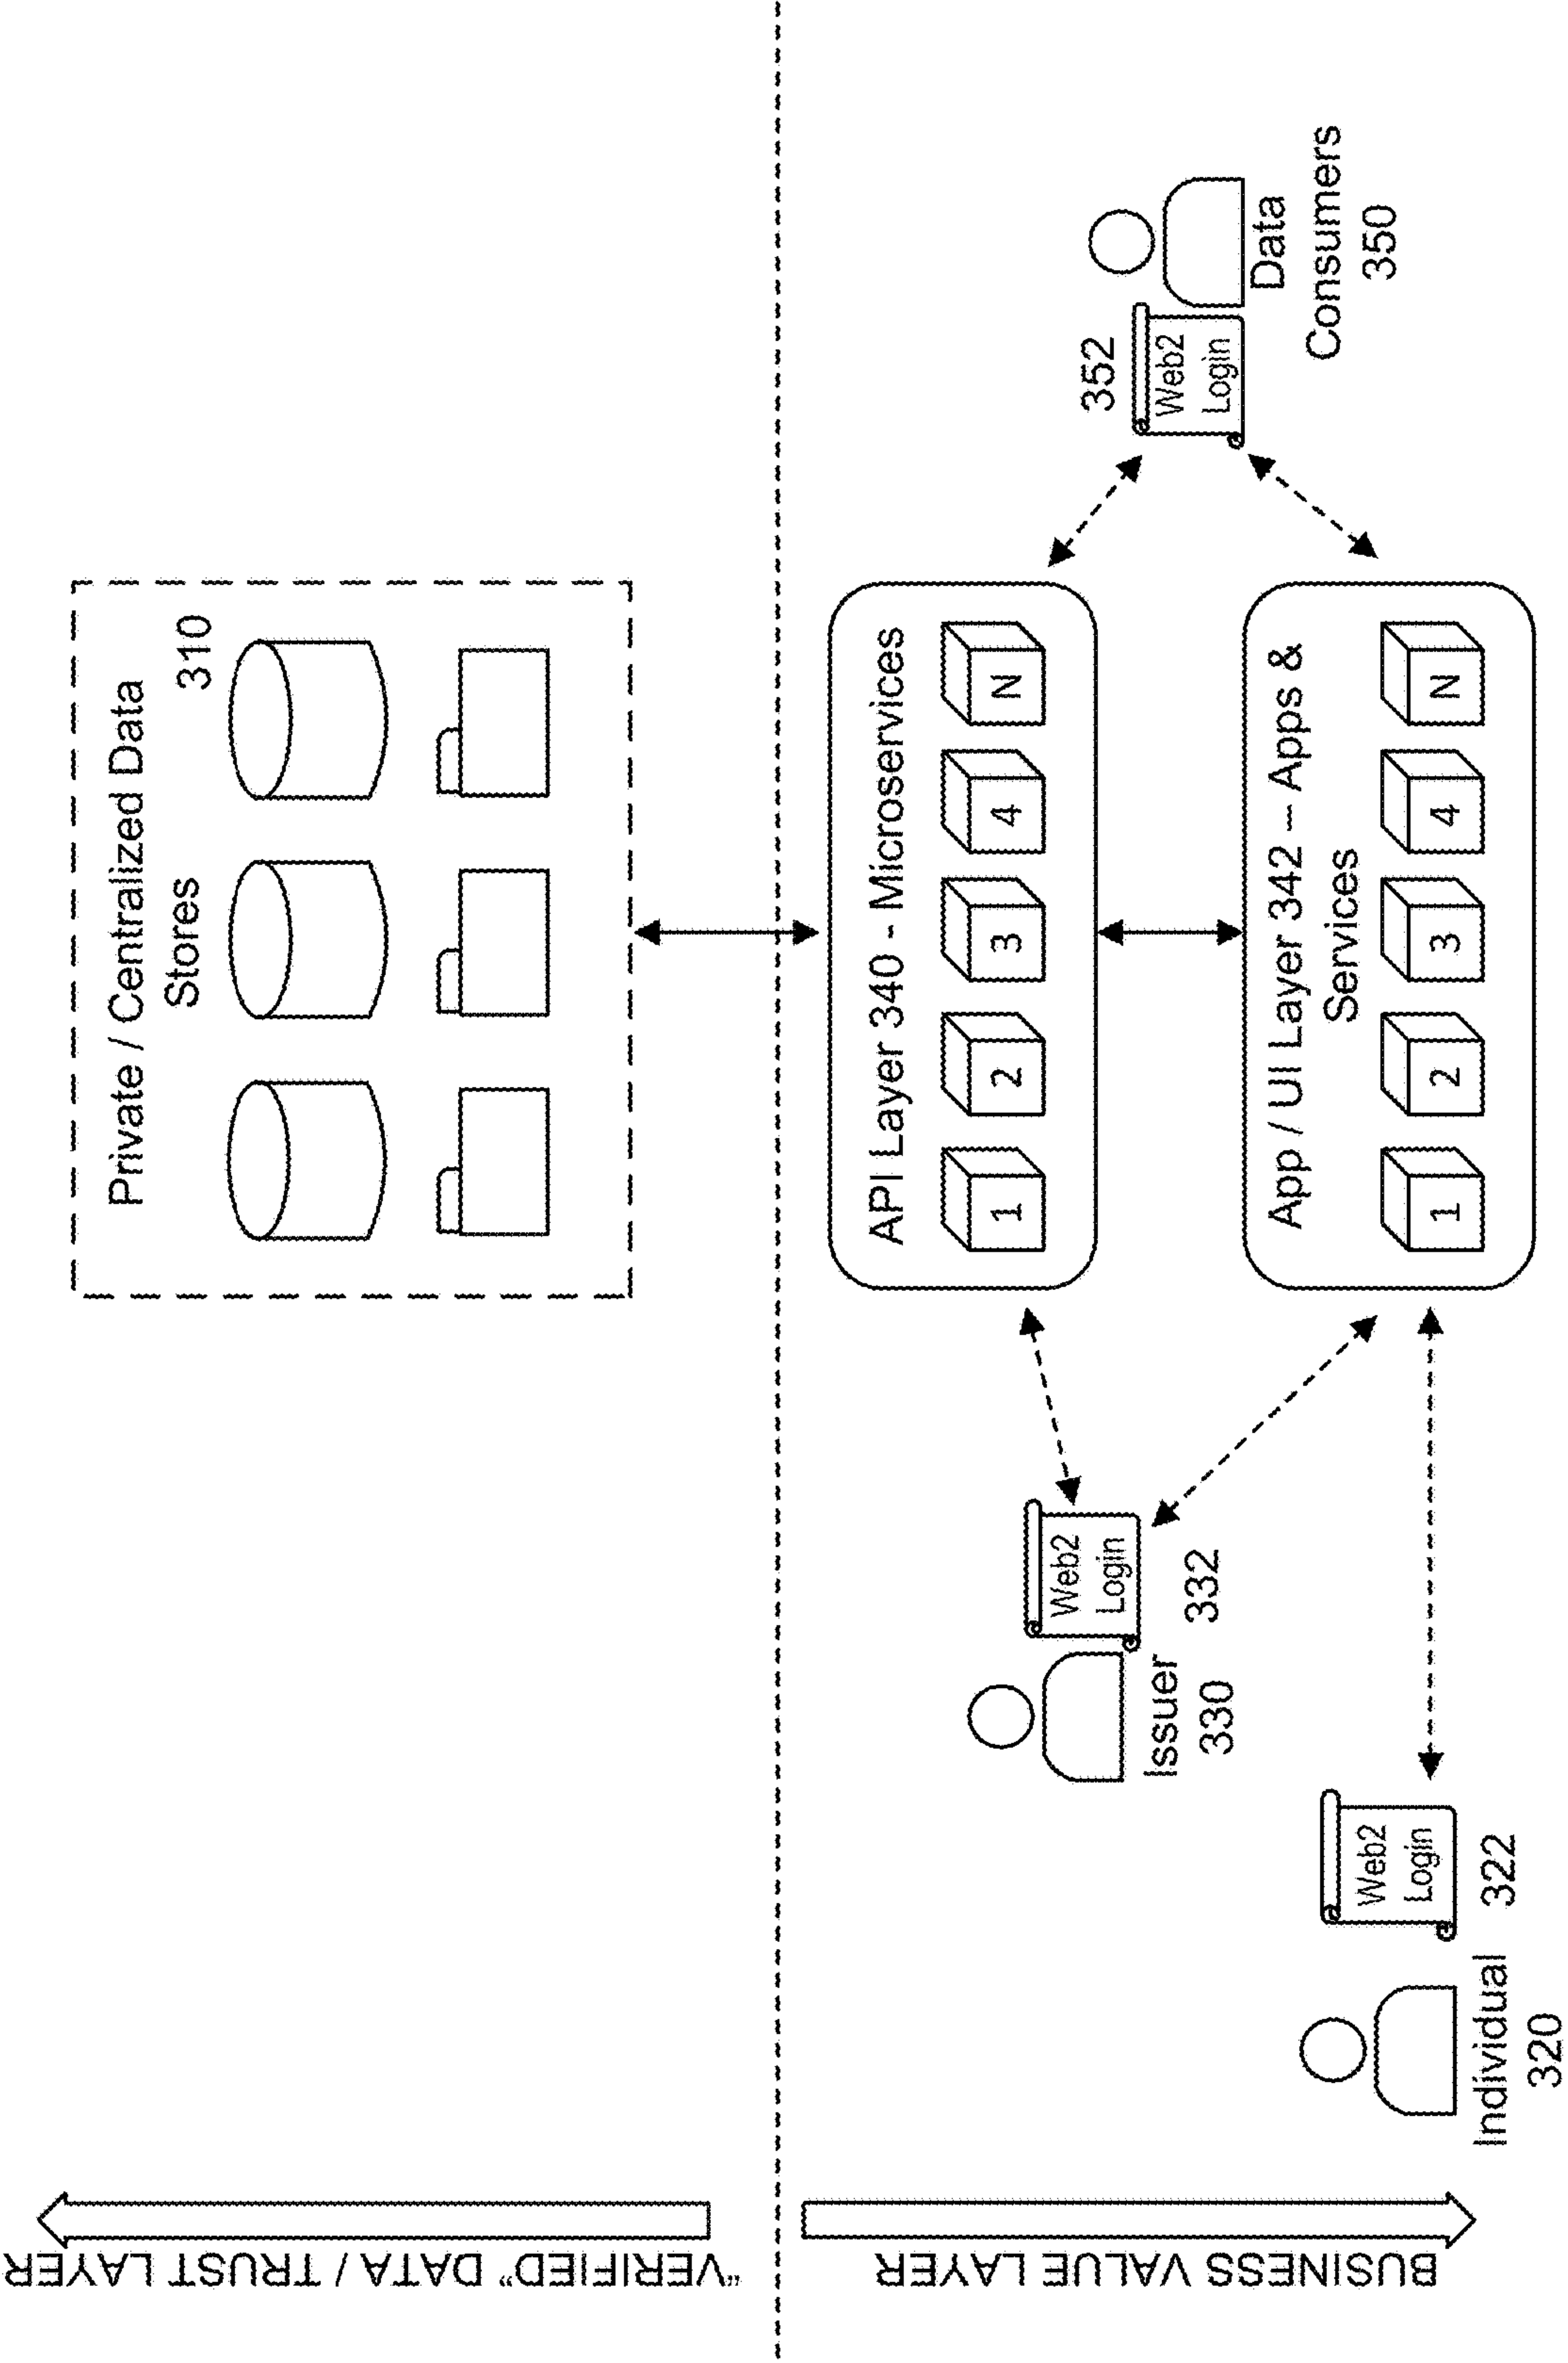 "VERIFIED" DATA / TRUST LAYER
Private / Centralized Data
Stores
310
BUSINESS VALUE LAYER
API Layer 340 - Microservices
1
2
3
4
N
App / UI Layer 342 – Apps &
Services
1
2
3
4
N
Web2
Login
332
Issuer
330
Web2
Login
322
Individual
320
352
Web2
Login
Data
Consumers
350